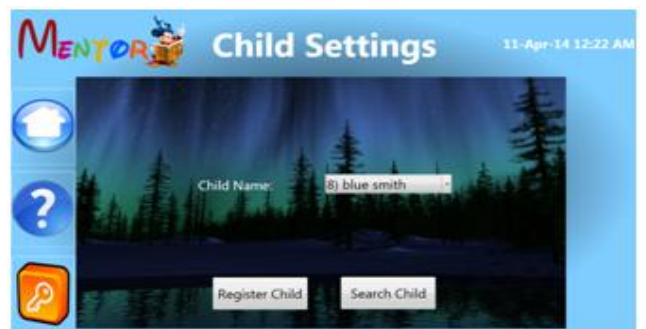 MENTOR
Child Settings
11-Apr-14 12:22 AM
?
Child Name:
8) blue smith
Register Child
Search Child